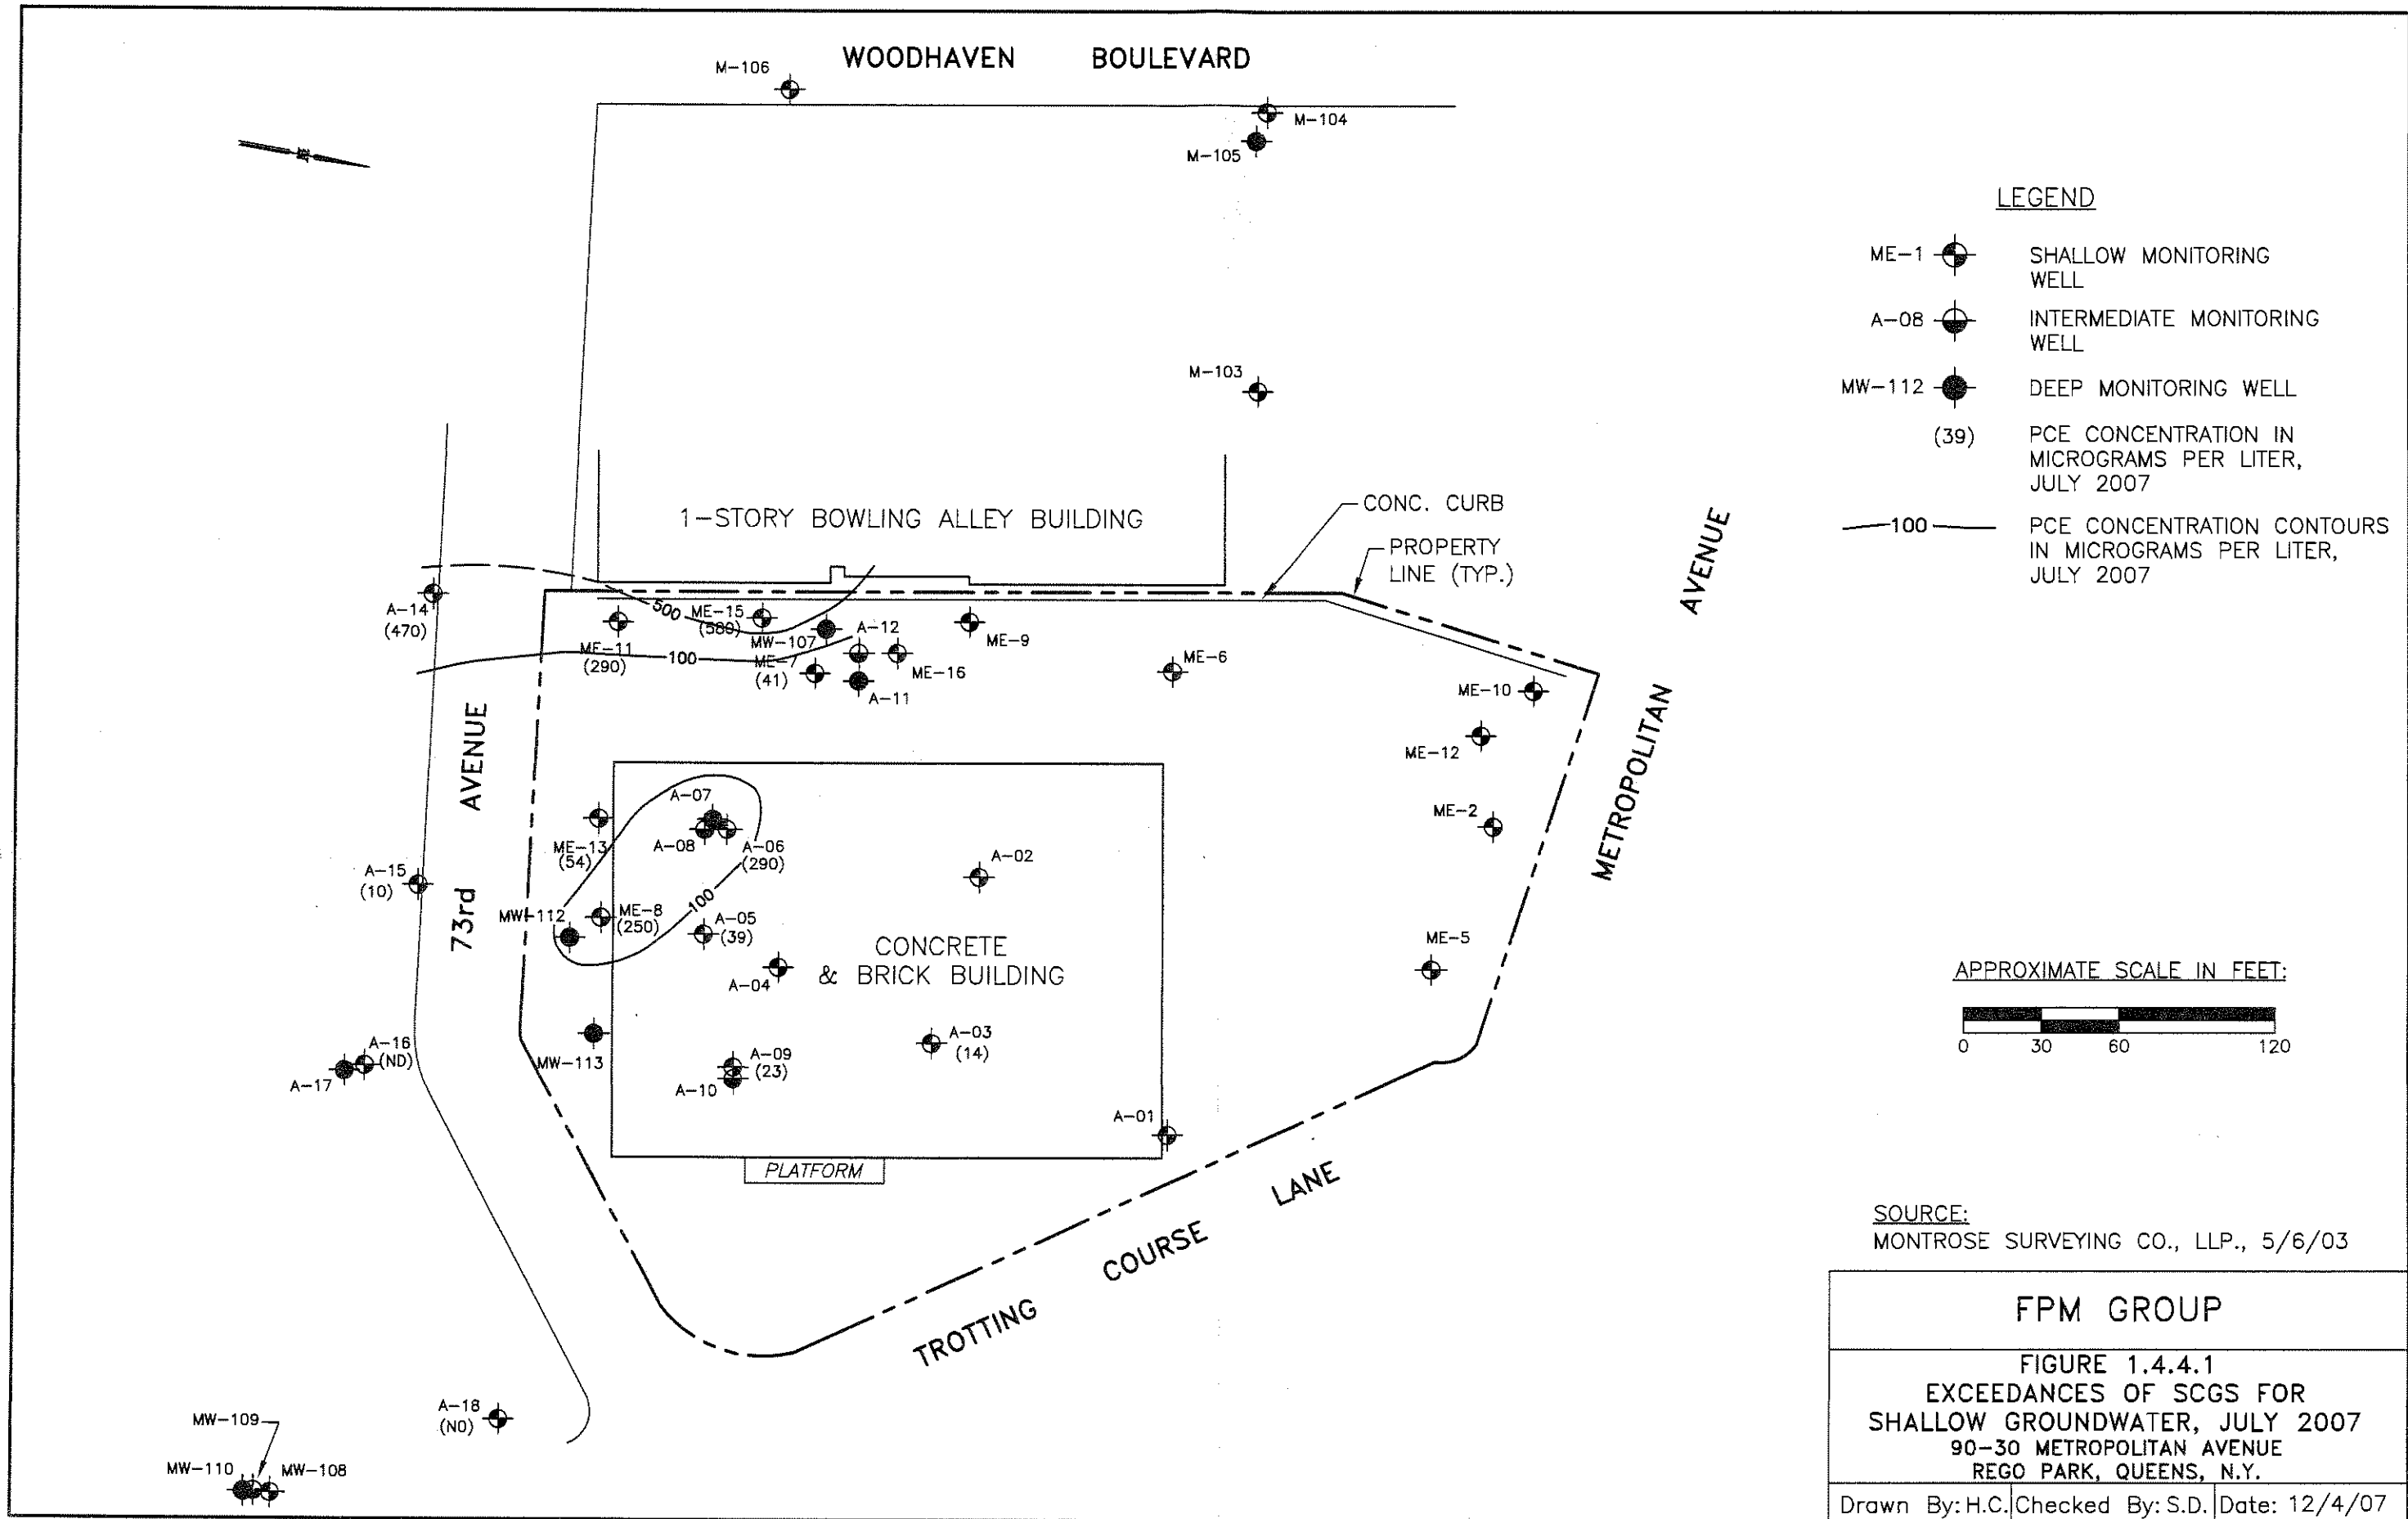 WOODHAVEN BOULEVARD
M-106
M-104
M-105
M-103
1-STORY BOWLING ALLEY BUILDING
CONC. CURB
PROPERTY
LINE (TYP.)
METROPOLITAN AVENUE
A-14
(470)
500
ME-15
(580)
ME-11
(290)
100
MW-107
ME-7
(41)
A-12
ME-16
A-11
ME-9
ME-6
ME-10
ME-12
ME-2
ME-5
73rd AVENUE
A-07
A-08
A-06
(290)
ME-13
(54)
A-15
(10)
MW-112
ME-8
(250)
100
A-05
(39)
A-02
A-04
CONCRETE
& BRICK BUILDING
A-03
(14)
MW-113
A-09
(23)
A-10
A-16
(ND)
A-17
A-01
PLATFORM
TROTTING COURSE LANE
A-18
(ND)
MW-109
MW-110
MW-108
LEGEND
ME-1 SHALLOW MONITORING
WELL
A-08 INTERMEDIATE MONITORING
WELL
MW-112 DEEP MONITORING WELL
(39) PCE CONCENTRATION IN
MICROGRAMS PER LITER,
JULY 2007
100 PCE CONCENTRATION CONTOURS
IN MICROGRAMS PER LITER,
JULY 2007
APPROXIMATE SCALE IN FEET:
0 30 60 120
SOURCE:
MONTROSE SURVEYING CO., LLP., 5/6/03
FPM GROUP
FIGURE 1.4.4.1
EXCEEDANCES OF SCGS FOR
SHALLOW GROUNDWATER, JULY 2007
90-30 METROPOLITAN AVENUE
REGO PARK, QUEENS, N.Y.
Drawn By: H.C. Checked By: S.D. Date: 12/4/07